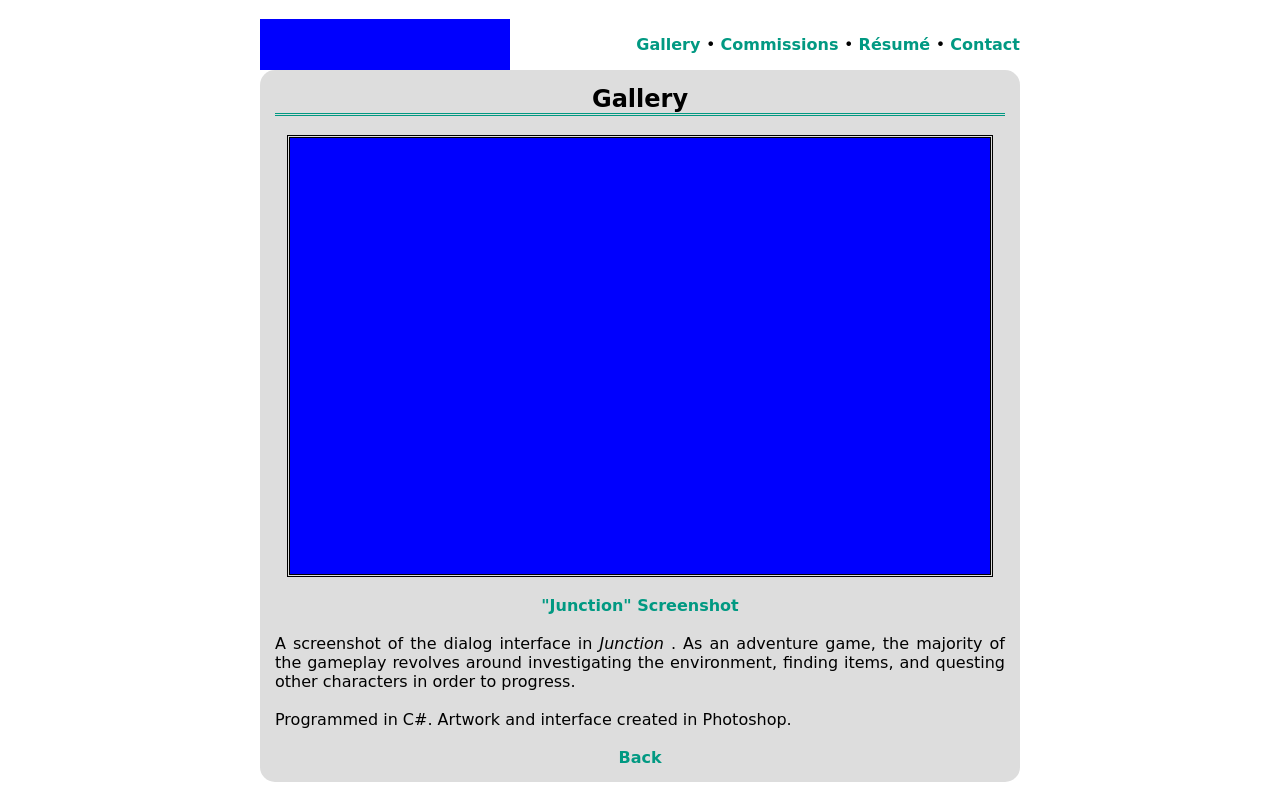 Gallery • Commissions • Résumé • Contact
Gallery
"Junction" Screenshot
A screenshot of the dialog interface in Junction . As an adventure game, the majority of
the gameplay revolves around investigating the environment, finding items, and questing
other characters in order to progress.
Programmed in C#. Artwork and interface created in Photoshop.
Back